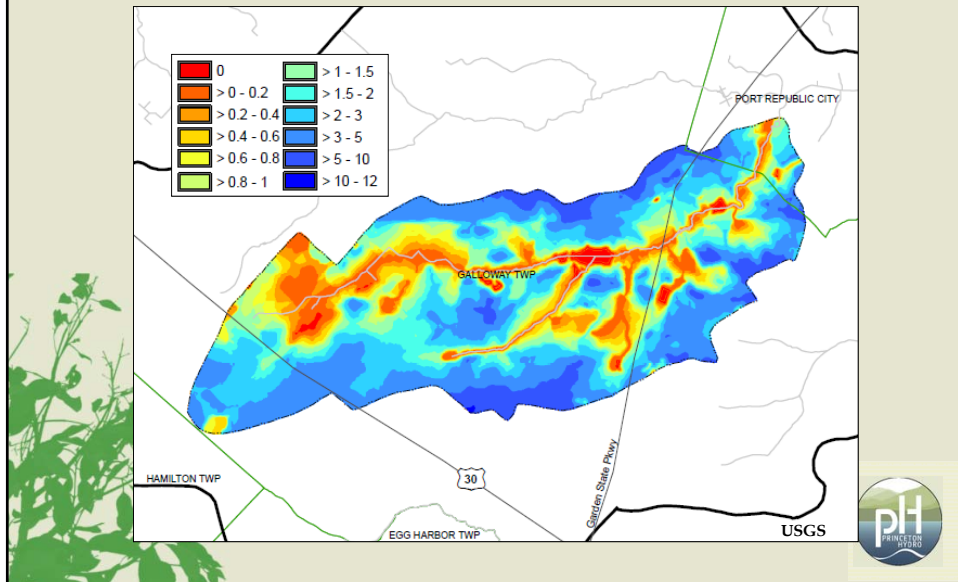 0
> 0 - 0.2
> 0.2 - 0.4
> 0.4 - 0.6
> 0.6 - 0.8
> 0.8 - 1
> 1 - 1.5
> 1.5 - 2
> 2 - 3
> 3 - 5
> 5 - 10
> 10 - 12
PORT REPUBLIC CITY
GALLOWAY TWP
HAMILTON TWP
30
Garden State Pkwy
EGG HARBOR TWP
USGS
pH
PRINCETON
HYDRO